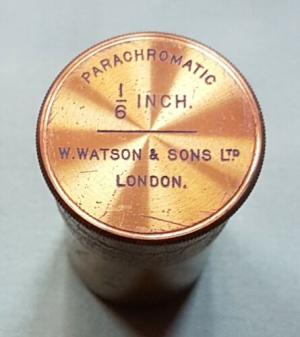 PARACHROMATIC
1/6 INCH.
W. WATSON & SONS LTD
LONDON.